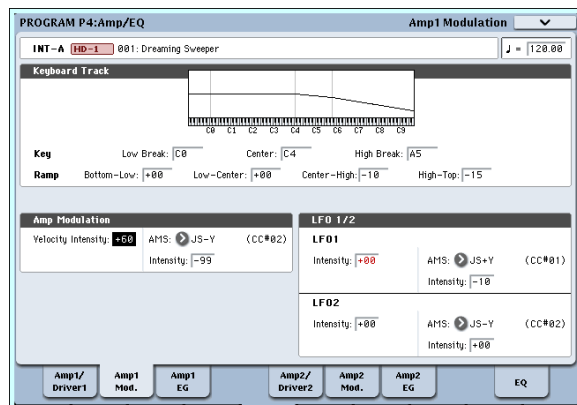 PROGRAM P4:Amp/EQ Amp1 Modulation
INT-A HD-1 001: Dreaming Sweeper ♩ = 120.00
Keyboard Track
C0 C1 C2 C3 C4 C5 C6 C7 C8 C9
Key Low Break: C0 Center: C4 High Break: A5
Ramp Bottom-Low: +00 Low-Center: +00 Center-High: -10 High-Top: -15
Amp Modulation
Velocity Intensity: +60 AMS: JS-Y (CC#02)
Intensity: -99
LFO 1/2
LFO1
Intensity: +00 AMS: JS+Y (CC#01)
Intensity: -10
LFO2
Intensity: +00 AMS: JS-Y (CC#02)
Intensity: +00
Amp1/ Driver1
Amp1 Mod.
Amp1 EG
Amp2/ Driver2
Amp2 Mod.
Amp2 EG
EQ